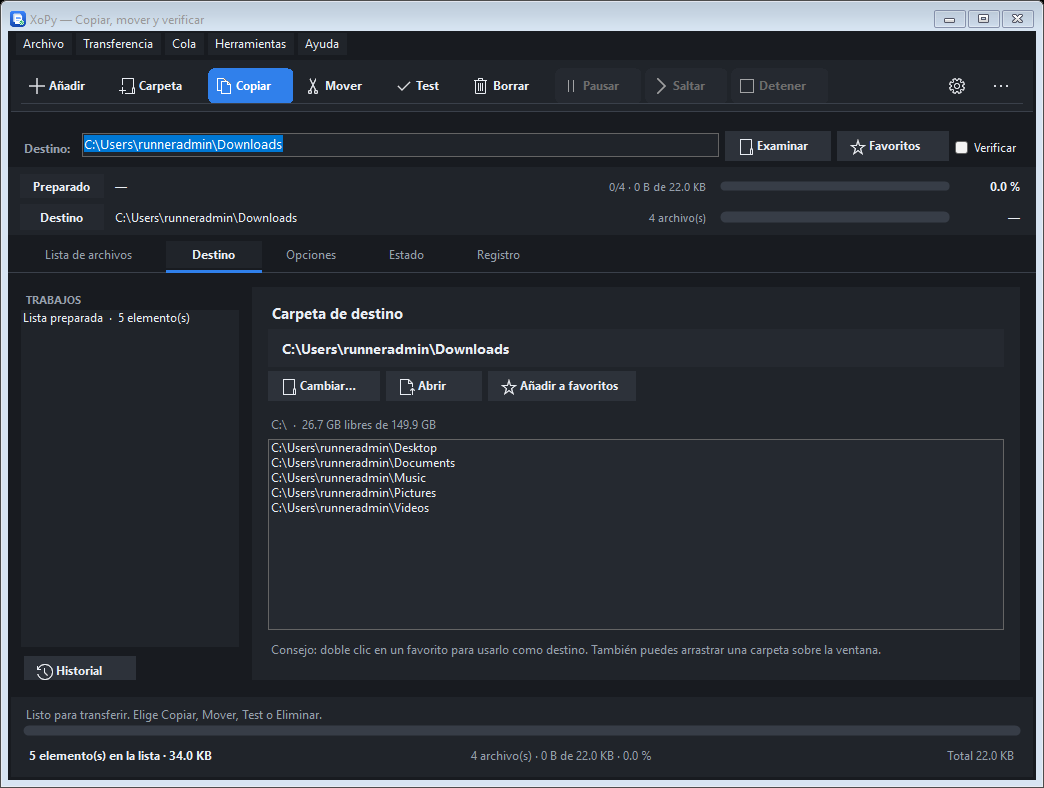 XoPy — Copiar, mover y verificar
Archivo Transferencia Cola Herramientas Ayuda
Añadir Carpeta Copiar Mover Test Borrar Pausar Saltar Detener ...
Destino: C:\Users\runneradmin\Downloads Examinar Favoritos Verificar
Preparado — 0/4 · 0 B de 22.0 KB 0.0 %
Destino C:\Users\runneradmin\Downloads 4 archivo(s) —
Lista de archivos Destino Opciones Estado Registro
TRABAJOS
Lista preparada · 5 elemento(s)
Carpeta de destino
C:\Users\runneradmin\Downloads
Cambiar... Abrir Añadir a favoritos
C:\ · 26.7 GB libres de 149.9 GB
C:\Users\runneradmin\Desktop
C:\Users\runneradmin\Documents
C:\Users\runneradmin\Music
C:\Users\runneradmin\Pictures
C:\Users\runneradmin\Videos
Consejo: doble clic en un favorito para usarlo como destino. También puedes arrastrar una carpeta sobre la ventana.
Historial
Listo para transferir. Elige Copiar, Mover, Test o Eliminar.
5 elemento(s) en la lista · 34.0 KB 4 archivo(s) · 0 B de 22.0 KB · 0.0 % Total 22.0 KB